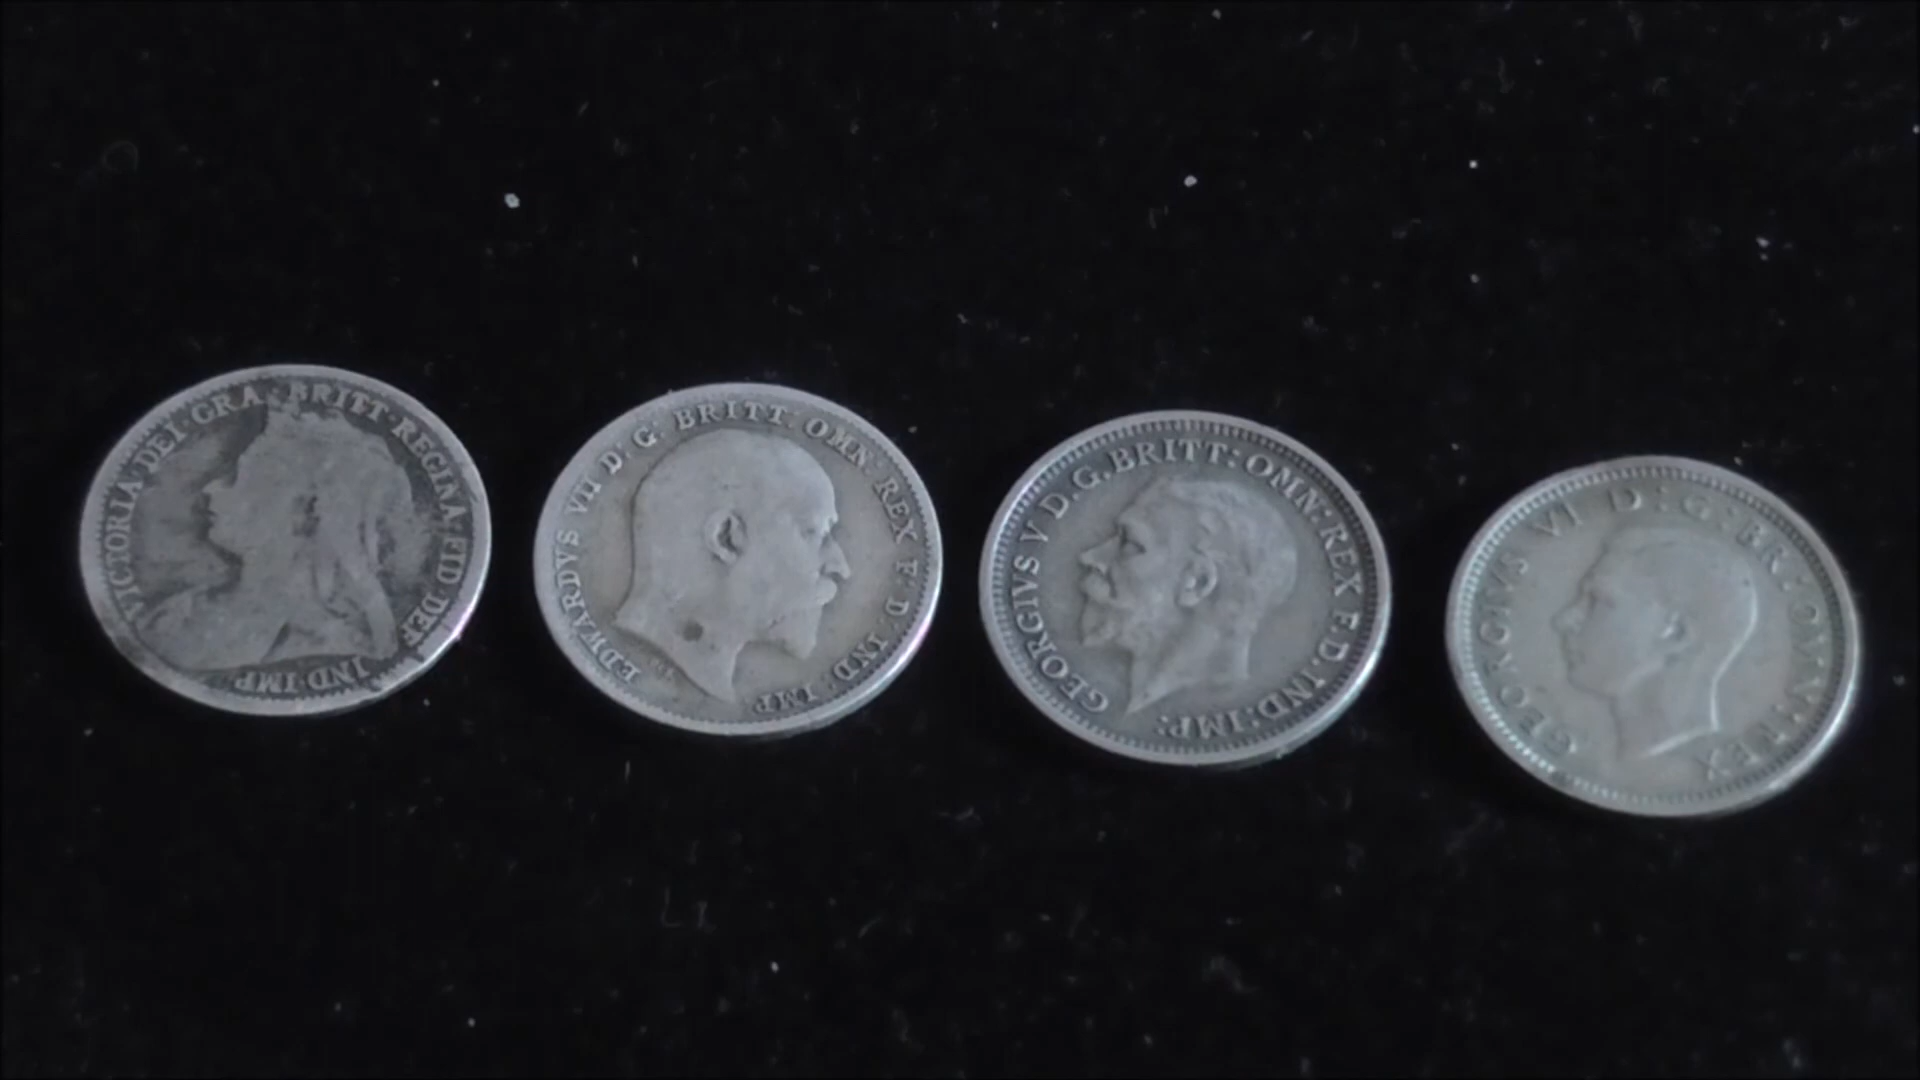 VICTORIA·DEI·GRA·BRITT·REGINA·FID·DEF·IND·IMP·
EDWARDVS VII D: G: BRITT: OMN: REX F: D: IND: IMP:
GEORGIVS V D.G.BRITT:OMN:REX F.D.IND:IMP:
GEORGIVS VI D:G:BR:OMN:REX